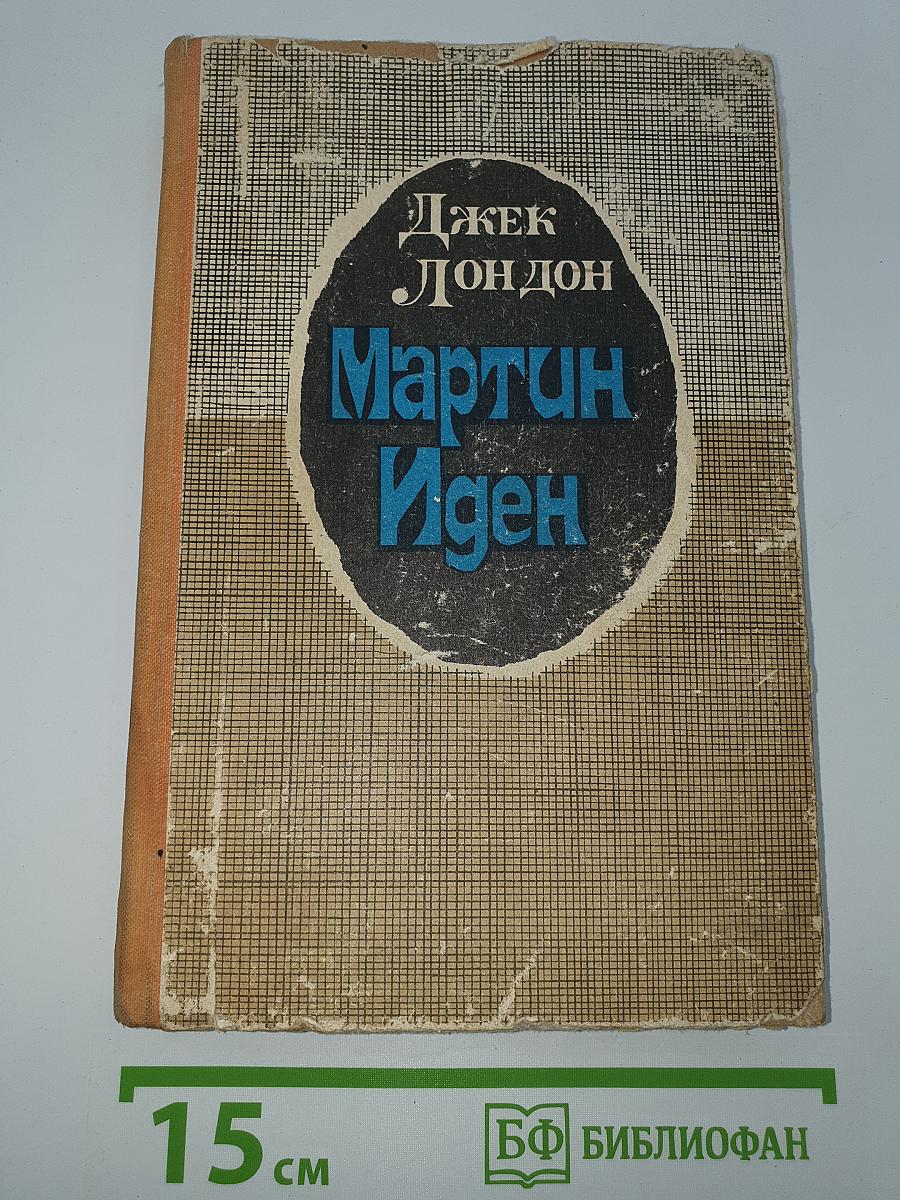 Джек
Лондон
Мартин
Иден
15 см
БФ БИБЛИОФАН